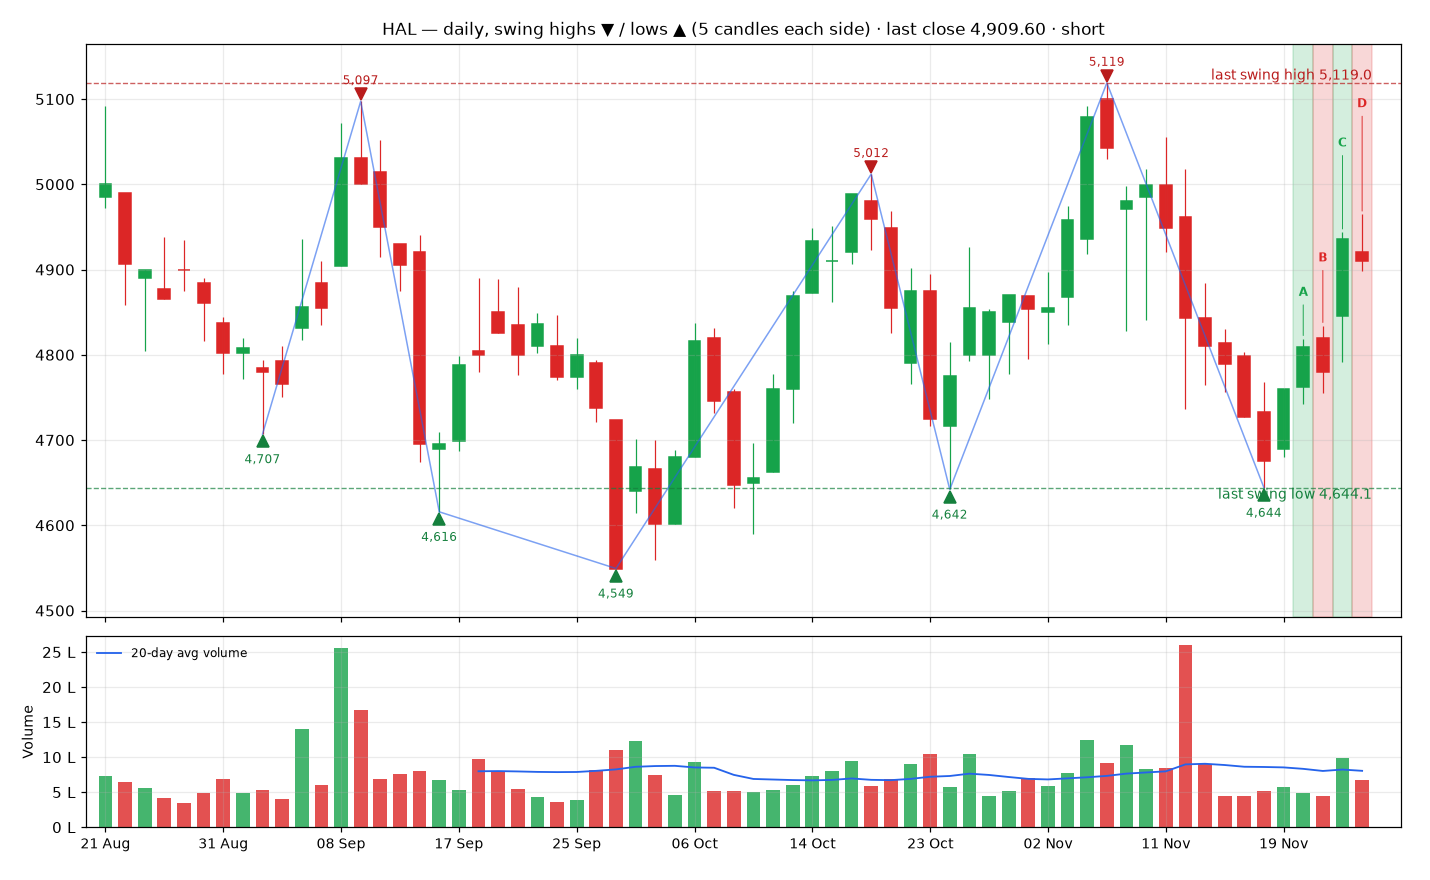 HAL — daily, swing highs ▼ / lows ▲ (5 candles each side) · last close 4,909.60 · short
5,119
last swing high 5,119.0
5,097
5100
D
C
5,012
5000
B
4900
A
4800
4,707
4700
last swing low 4,644.1
4,642
4,644
4,616
4600
4,549
4500
20-day avg volume
Volume
25 L
20 L
15 L
10 L
5 L
0 L
21 Aug 31 Aug 08 Sep 17 Sep 25 Sep 06 Oct 14 Oct 23 Oct 02 Nov 11 Nov 19 Nov